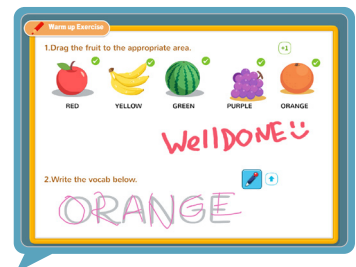 Warm up Exercise
1.Drag the fruit to the appropriate area.
+1
RED YELLOW GREEN PURPLE ORANGE
WellDONE
2.Write the vocab below.
ORANGE